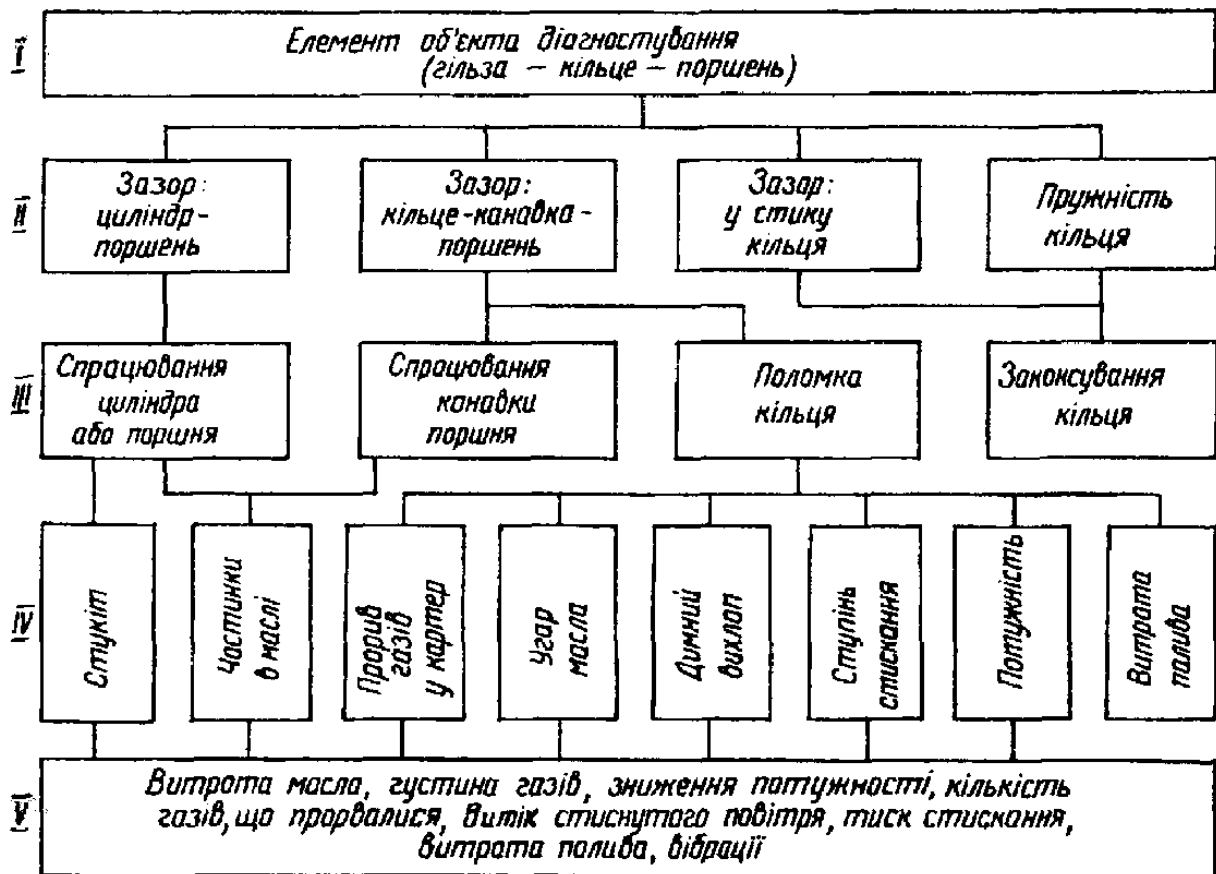 I
Елемент об'єкта діагностування
(гільза – кільце – поршень)
II
Зазор:
циліндр-
поршень
Зазор:
кільце-канавка-
поршень
Зазор:
у стику
кільця
Пружність
кільця
III
Спрацювання
циліндра
або поршня
Спрацювання
канавки
поршня
Поломка
кільця
Закоксування
кільця
IV
Стукіт
Частинки
в маслі
Прорив
газів
у картер
Угар
масла
Димний
вихлоп
Ступінь
стискання
Потужність
Витрата
палива
V
Витрата масла, густина газів, зниження потужності, кількість
газів, що прорвалися, витік стиснутого повітря, тиск стискання,
витрата палива, вібрації